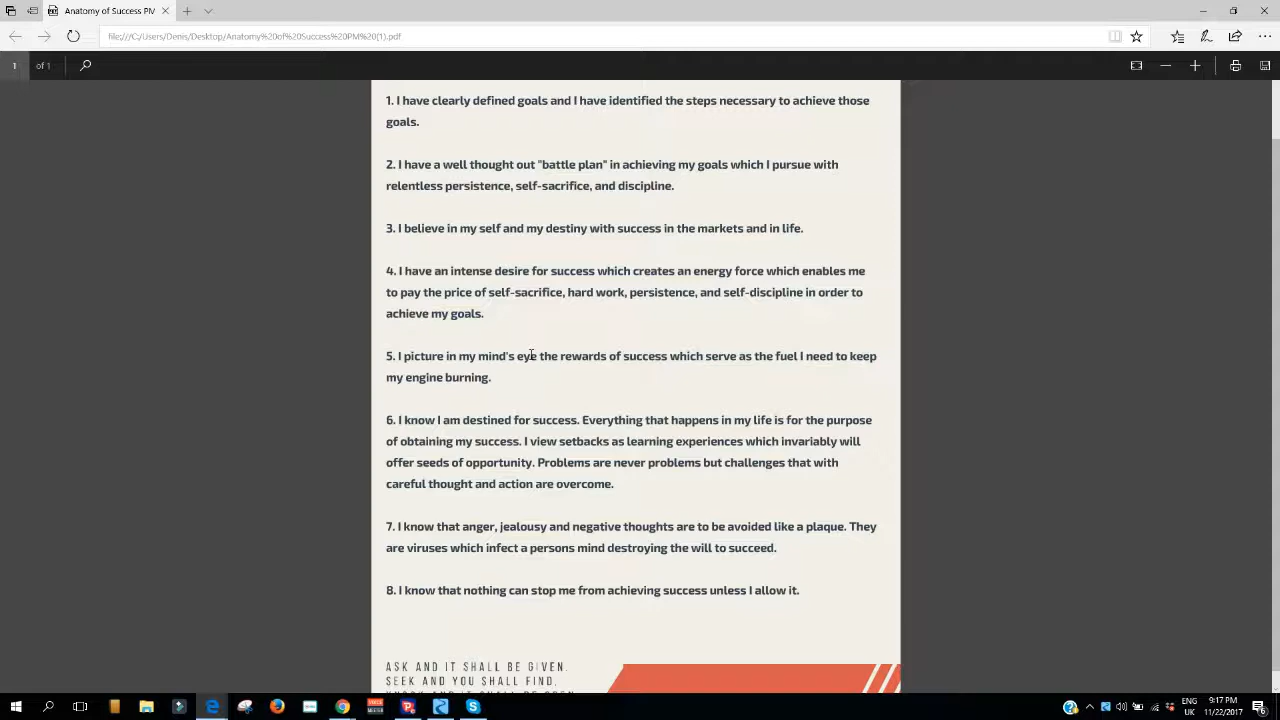 Anatomy of Success PM
file:///C:/Users/Denis/Desktop/Anatomy%20of%20Success%20PM%20(1).pdf
1 of 1
1. I have clearly defined goals and I have identified the steps necessary to achieve those
goals.
2. I have a well thought out "battle plan" in achieving my goals which I pursue with
relentless persistence, self-sacrifice, and discipline.
3. I believe in my self and my destiny with success in the markets and in life.
4. I have an intense desire for success which creates an energy force which enables me
to pay the price of self-sacrifice, hard work, persistence, and self-discipline in order to
achieve my goals.
5. I picture in my mind's eye the rewards of success which serve as the fuel I need to keep
my engine burning.
6. I know I am destined for success. Everything that happens in my life is for the purpose
of obtaining my success. I view setbacks as learning experiences which invariably will
offer seeds of opportunity. Problems are never problems but challenges that with
careful thought and action are overcome.
7. I know that anger, jealousy and negative thoughts are to be avoided like a plaque. They
are viruses which infect a persons mind destroying the will to succeed.
8. I know that nothing can stop me from achieving success unless I allow it.
ASK AND IT SHALL BE GIVEN.
SEEK AND YOU SHALL FIND.
ENG
UK
9:17 PM
11/22/2017